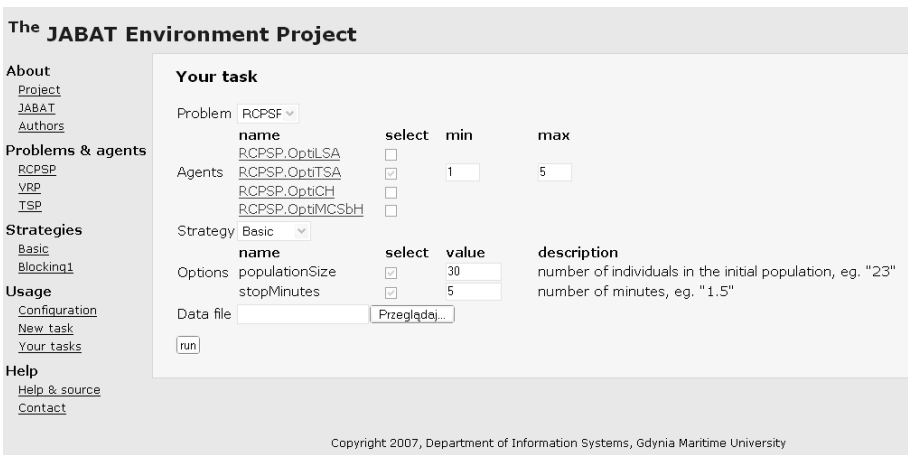 The JABAT Environment Project
About
Project
JABAT
Authors
Problems & agents
RCPSP
VRP
TSP
Strategies
Basic
Blocking1
Usage
Configuration
New task
Your tasks
Help
Help & source
Contact
Your task
Problem RCPSF
name select min max
RCPSP.OptiLSA
Agents RCPSP.OptiTSA 1 5
RCPSP.OptiCH
RCPSP.OptiMCSbH
Strategy Basic
name select value description
Options populationSize 30 number of individuals in the initial population, eg. "23"
stopMinutes 5 number of minutes, eg. "1.5"
Data file Przeglądaj...
run
Copyright 2007, Department of Information Systems, Gdynia Maritime University